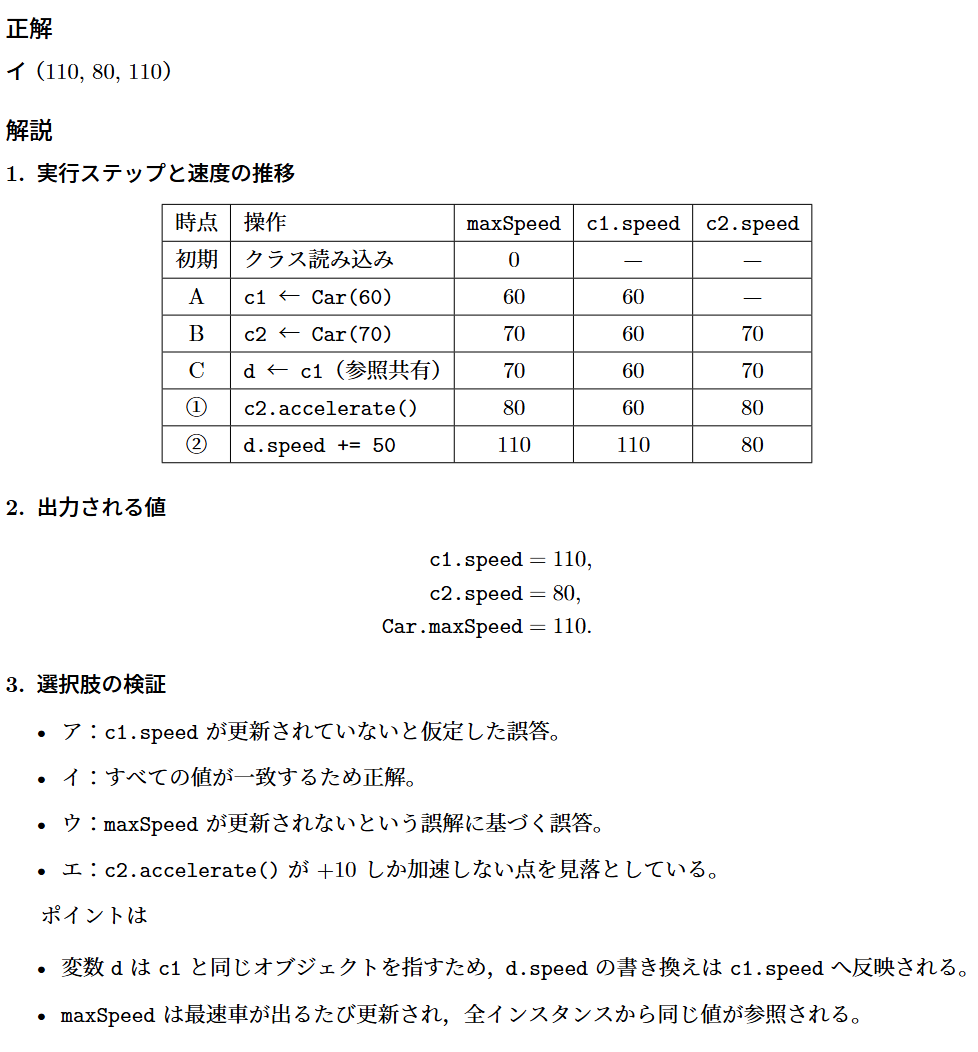 正解
イ（110, 80, 110）
解説
1. 実行ステップと速度の推移
時点 操作 maxSpeed c1.speed c2.speed
初期 クラス読み込み 0 — —
A c1 ← Car(60) 60 60 —
B c2 ← Car(70) 70 60 70
C d ← c1（参照共有） 70 60 70
① c2.accelerate() 80 60 80
② d.speed += 50 110 110 80
2. 出力される値
c1.speed = 110,
c2.speed = 80,
Car.maxSpeed = 110.
3. 選択肢の検証
• ア：c1.speed が更新されていないと仮定した誤答。
• イ：すべての値が一致するため正解。
• ウ：maxSpeed が更新されないという誤解に基づく誤答。
• エ：c2.accelerate() が +10 しか加速しない点を見落としている。
ポイントは
• 変数 d は c1 と同じオブジェクトを指すため，d.speed の書き換えは c1.speed へ反映される。
• maxSpeed は最速車が出るたび更新され，全インスタンスから同じ値が参照される。